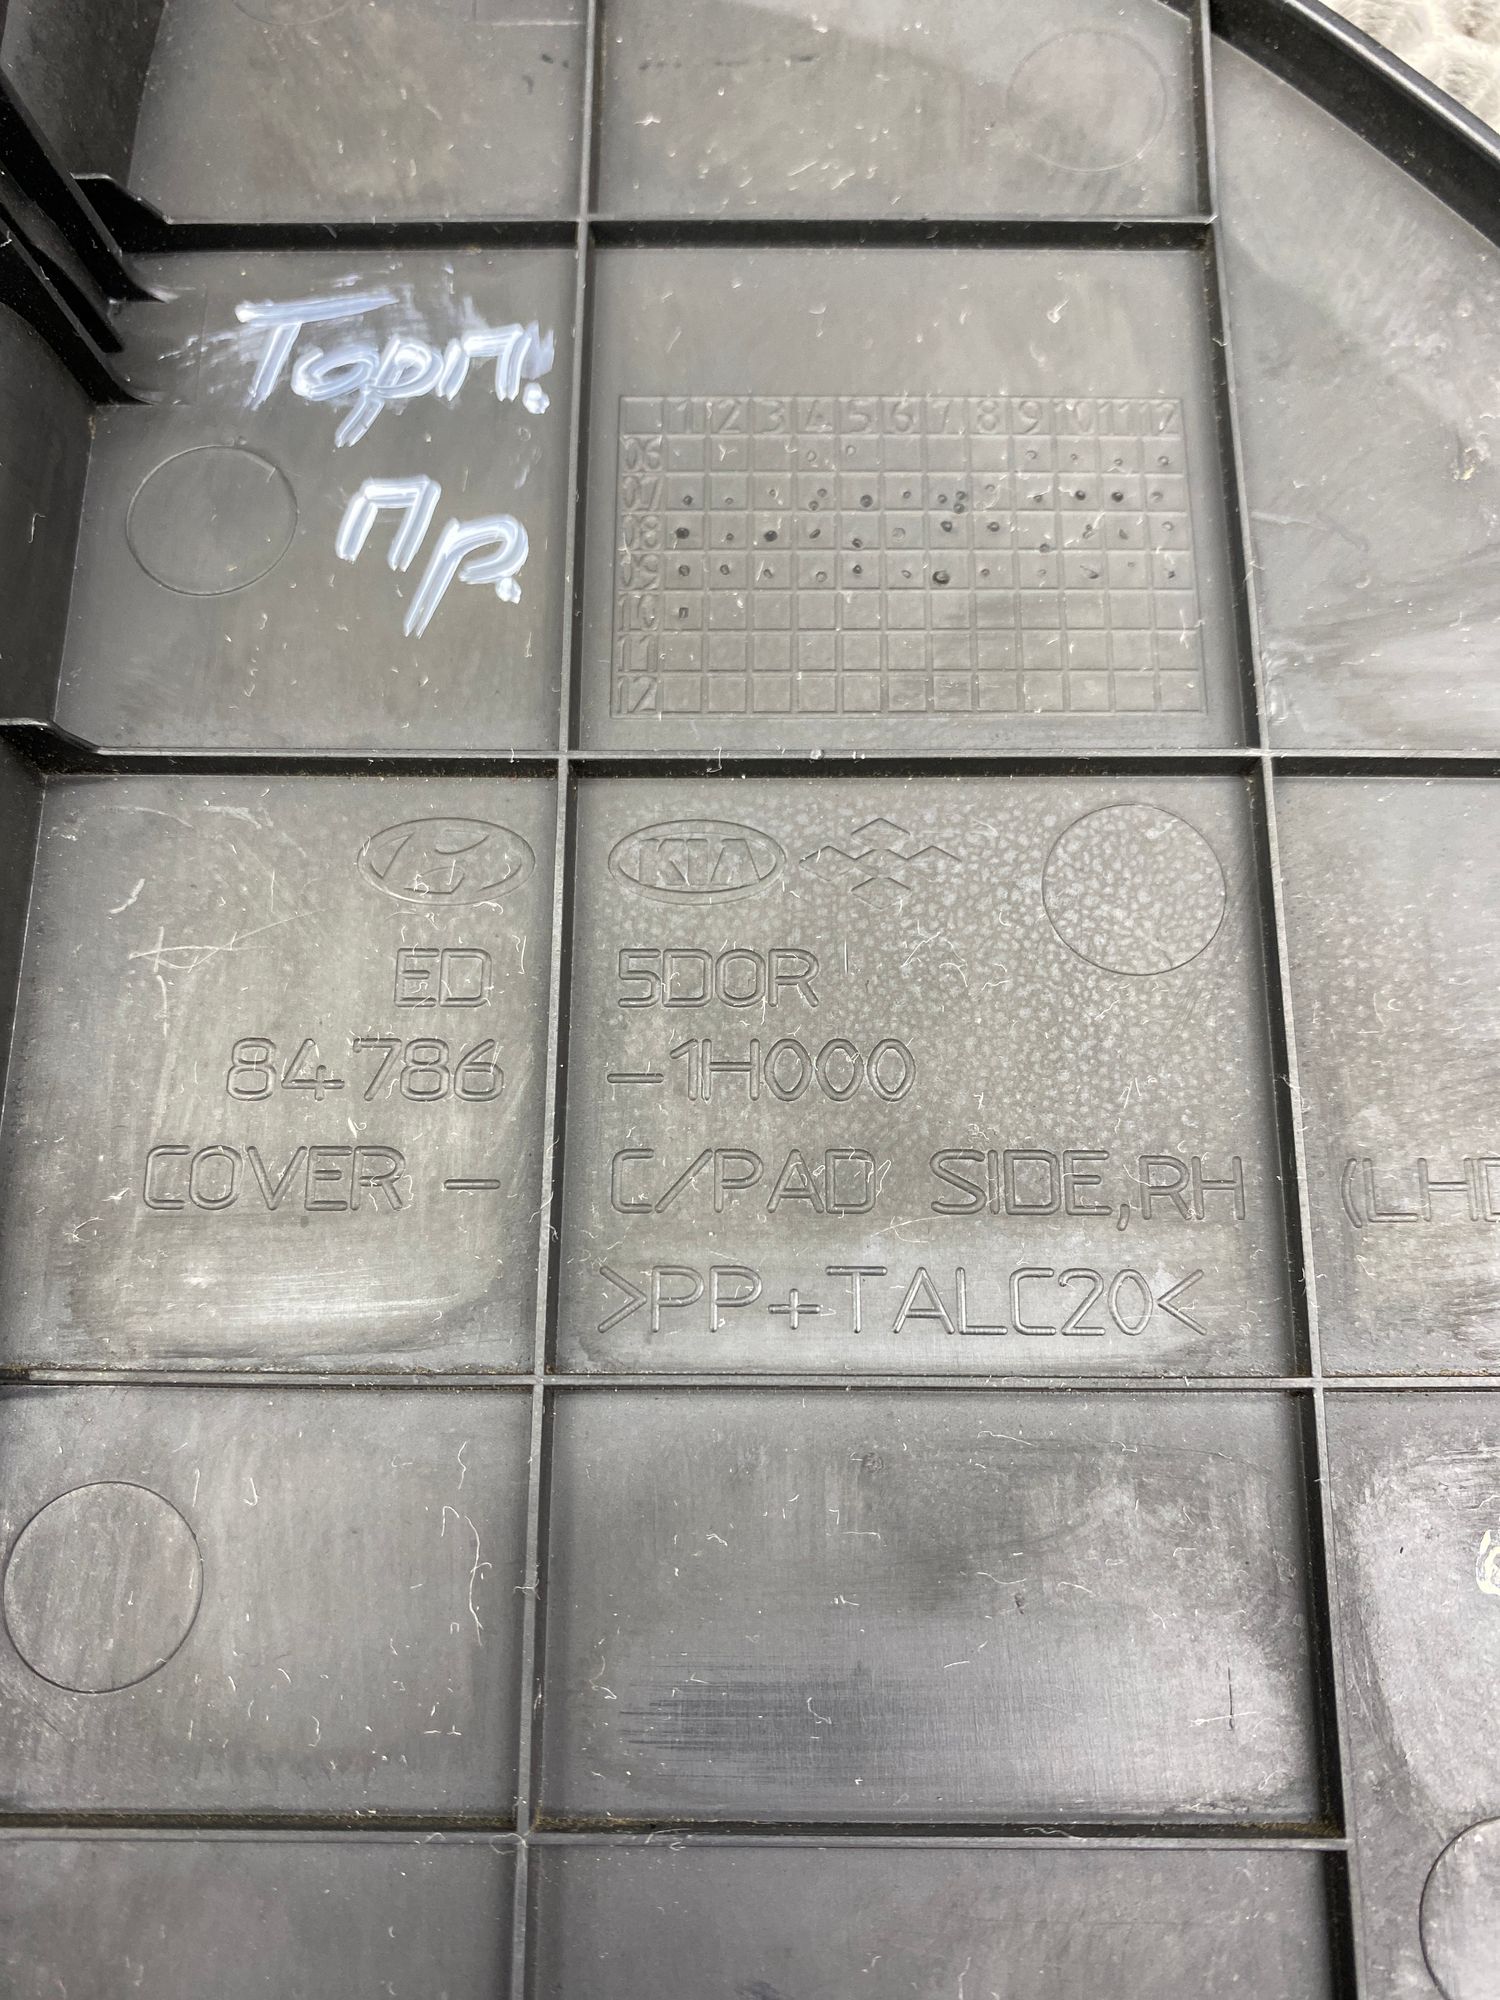 Торп.
пр.
1 2 3 4 5 6 7 8 9 10 11 12
06
07
08
09
10
11
12
KIA
ED 5DOR
84786 -1H000
COVER - C/PAD SIDE,RH (LHD
>PP+TALC20<